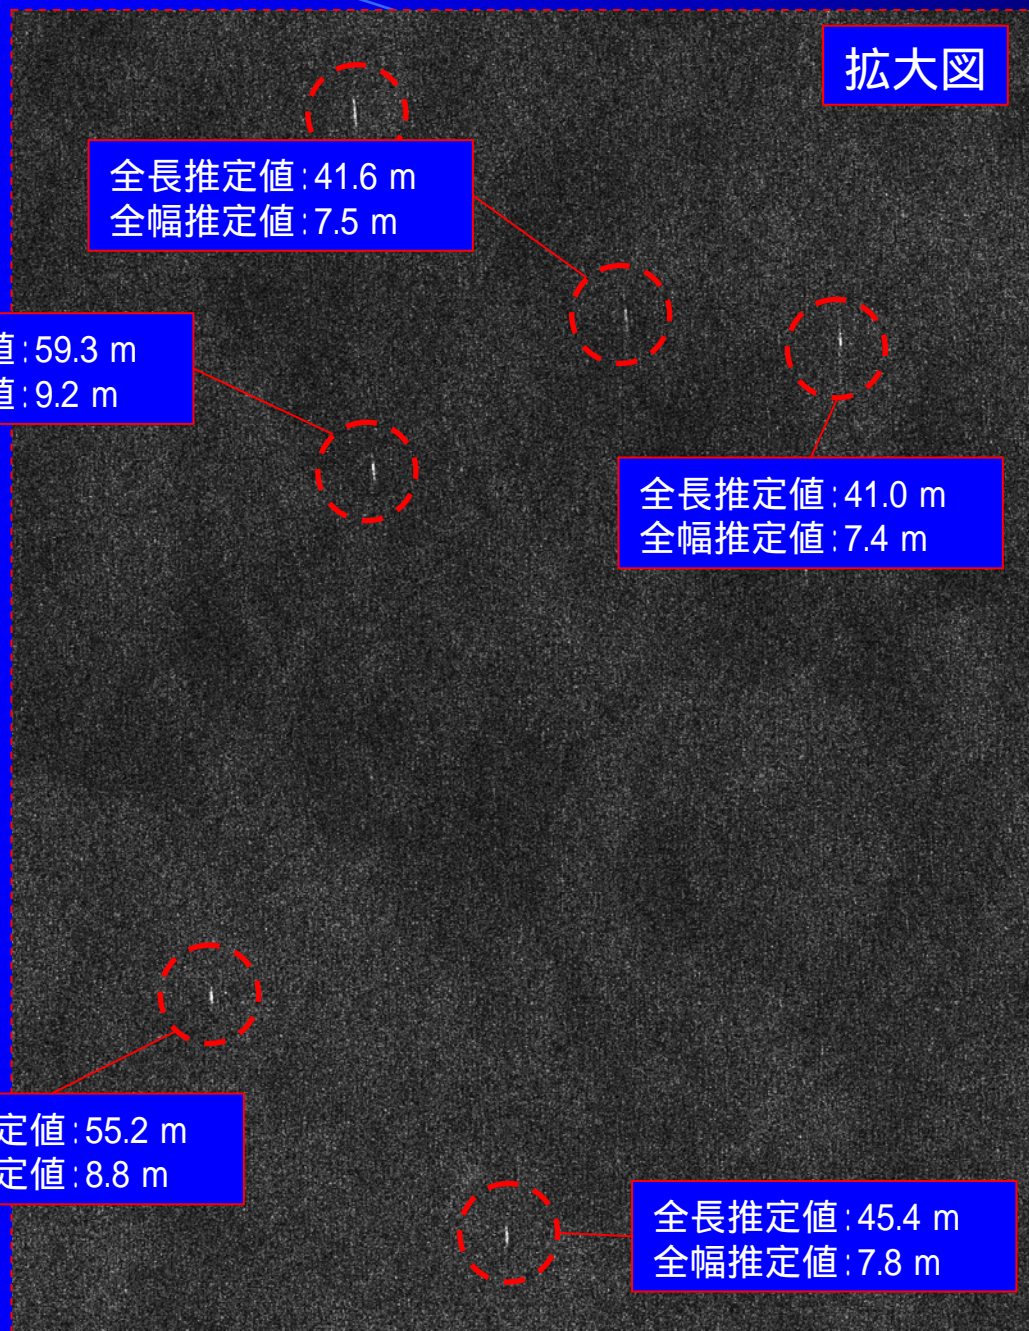 拡大図
全長推定値:41.6 m
全幅推定値:7.5 m
値:59.3 m
値:9.2 m
全長推定値:41.0 m
全幅推定値:7.4 m
定値:55.2 m
定値:8.8 m
全長推定値:45.4 m
全幅推定値:7.8 m